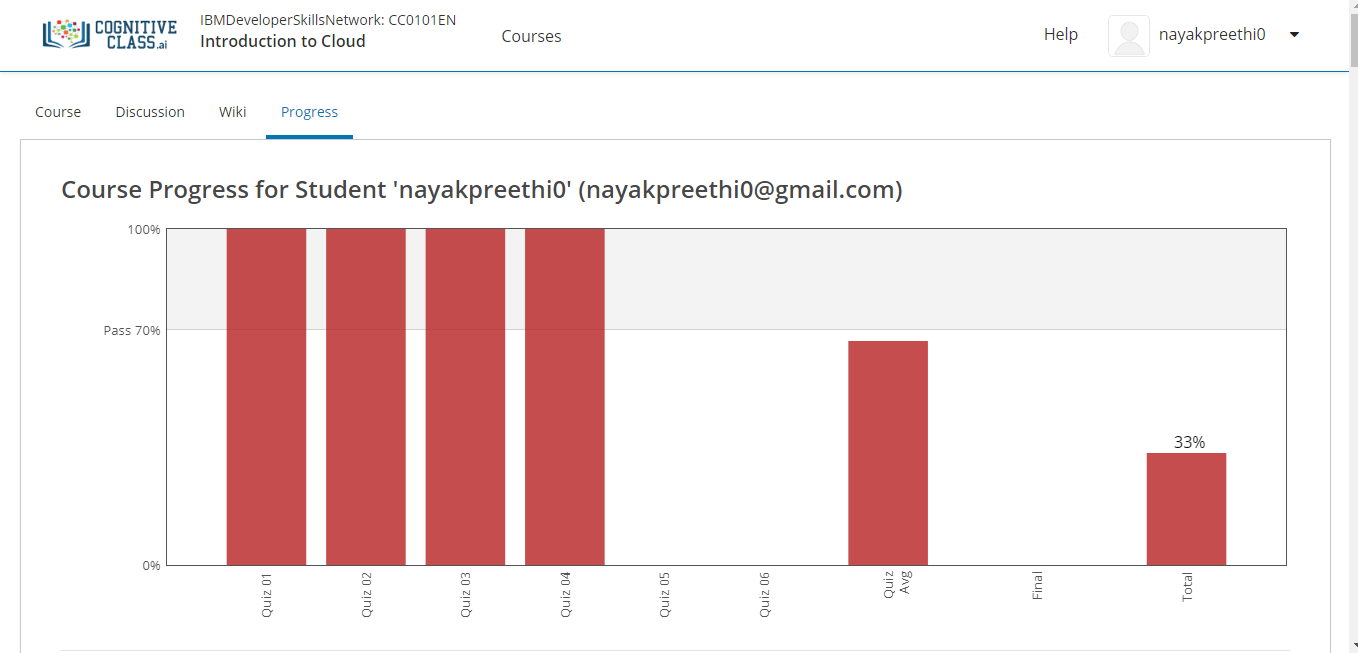 COGNITIVE
CLASS.ai
IBMDeveloperSkillsNetwork: CC0101EN
Introduction to Cloud
Courses
Help
nayakpreethi0
Course
Discussion
Wiki
Progress
Course Progress for Student 'nayakpreethi0' (nayakpreethi0@gmail.com)
100%
Pass 70%
0%
33%
Quiz 01
Quiz 02
Quiz 03
Quiz 04
Quiz 05
Quiz 06
Quiz
Avg
Final
Total